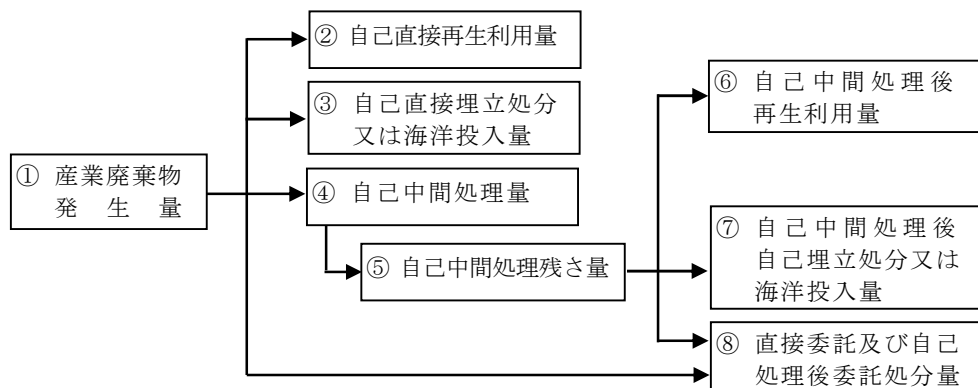 ② 自己直接再生利用量
③ 自己直接埋立処分
又は海洋投入量
① 産業廃棄物
発生量
④ 自己中間処理量
⑤ 自己中間処理残さ量
⑥ 自己中間処理後
再生利用量
⑦ 自己中間処理後
自己埋立処分又は
海洋投入量
⑧ 直接委託及び自己
処理後委託処分量